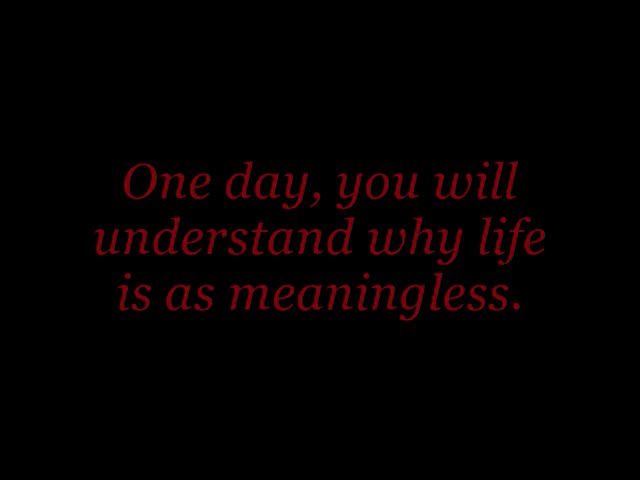 One day, you will
understand why life
is as meaningless.